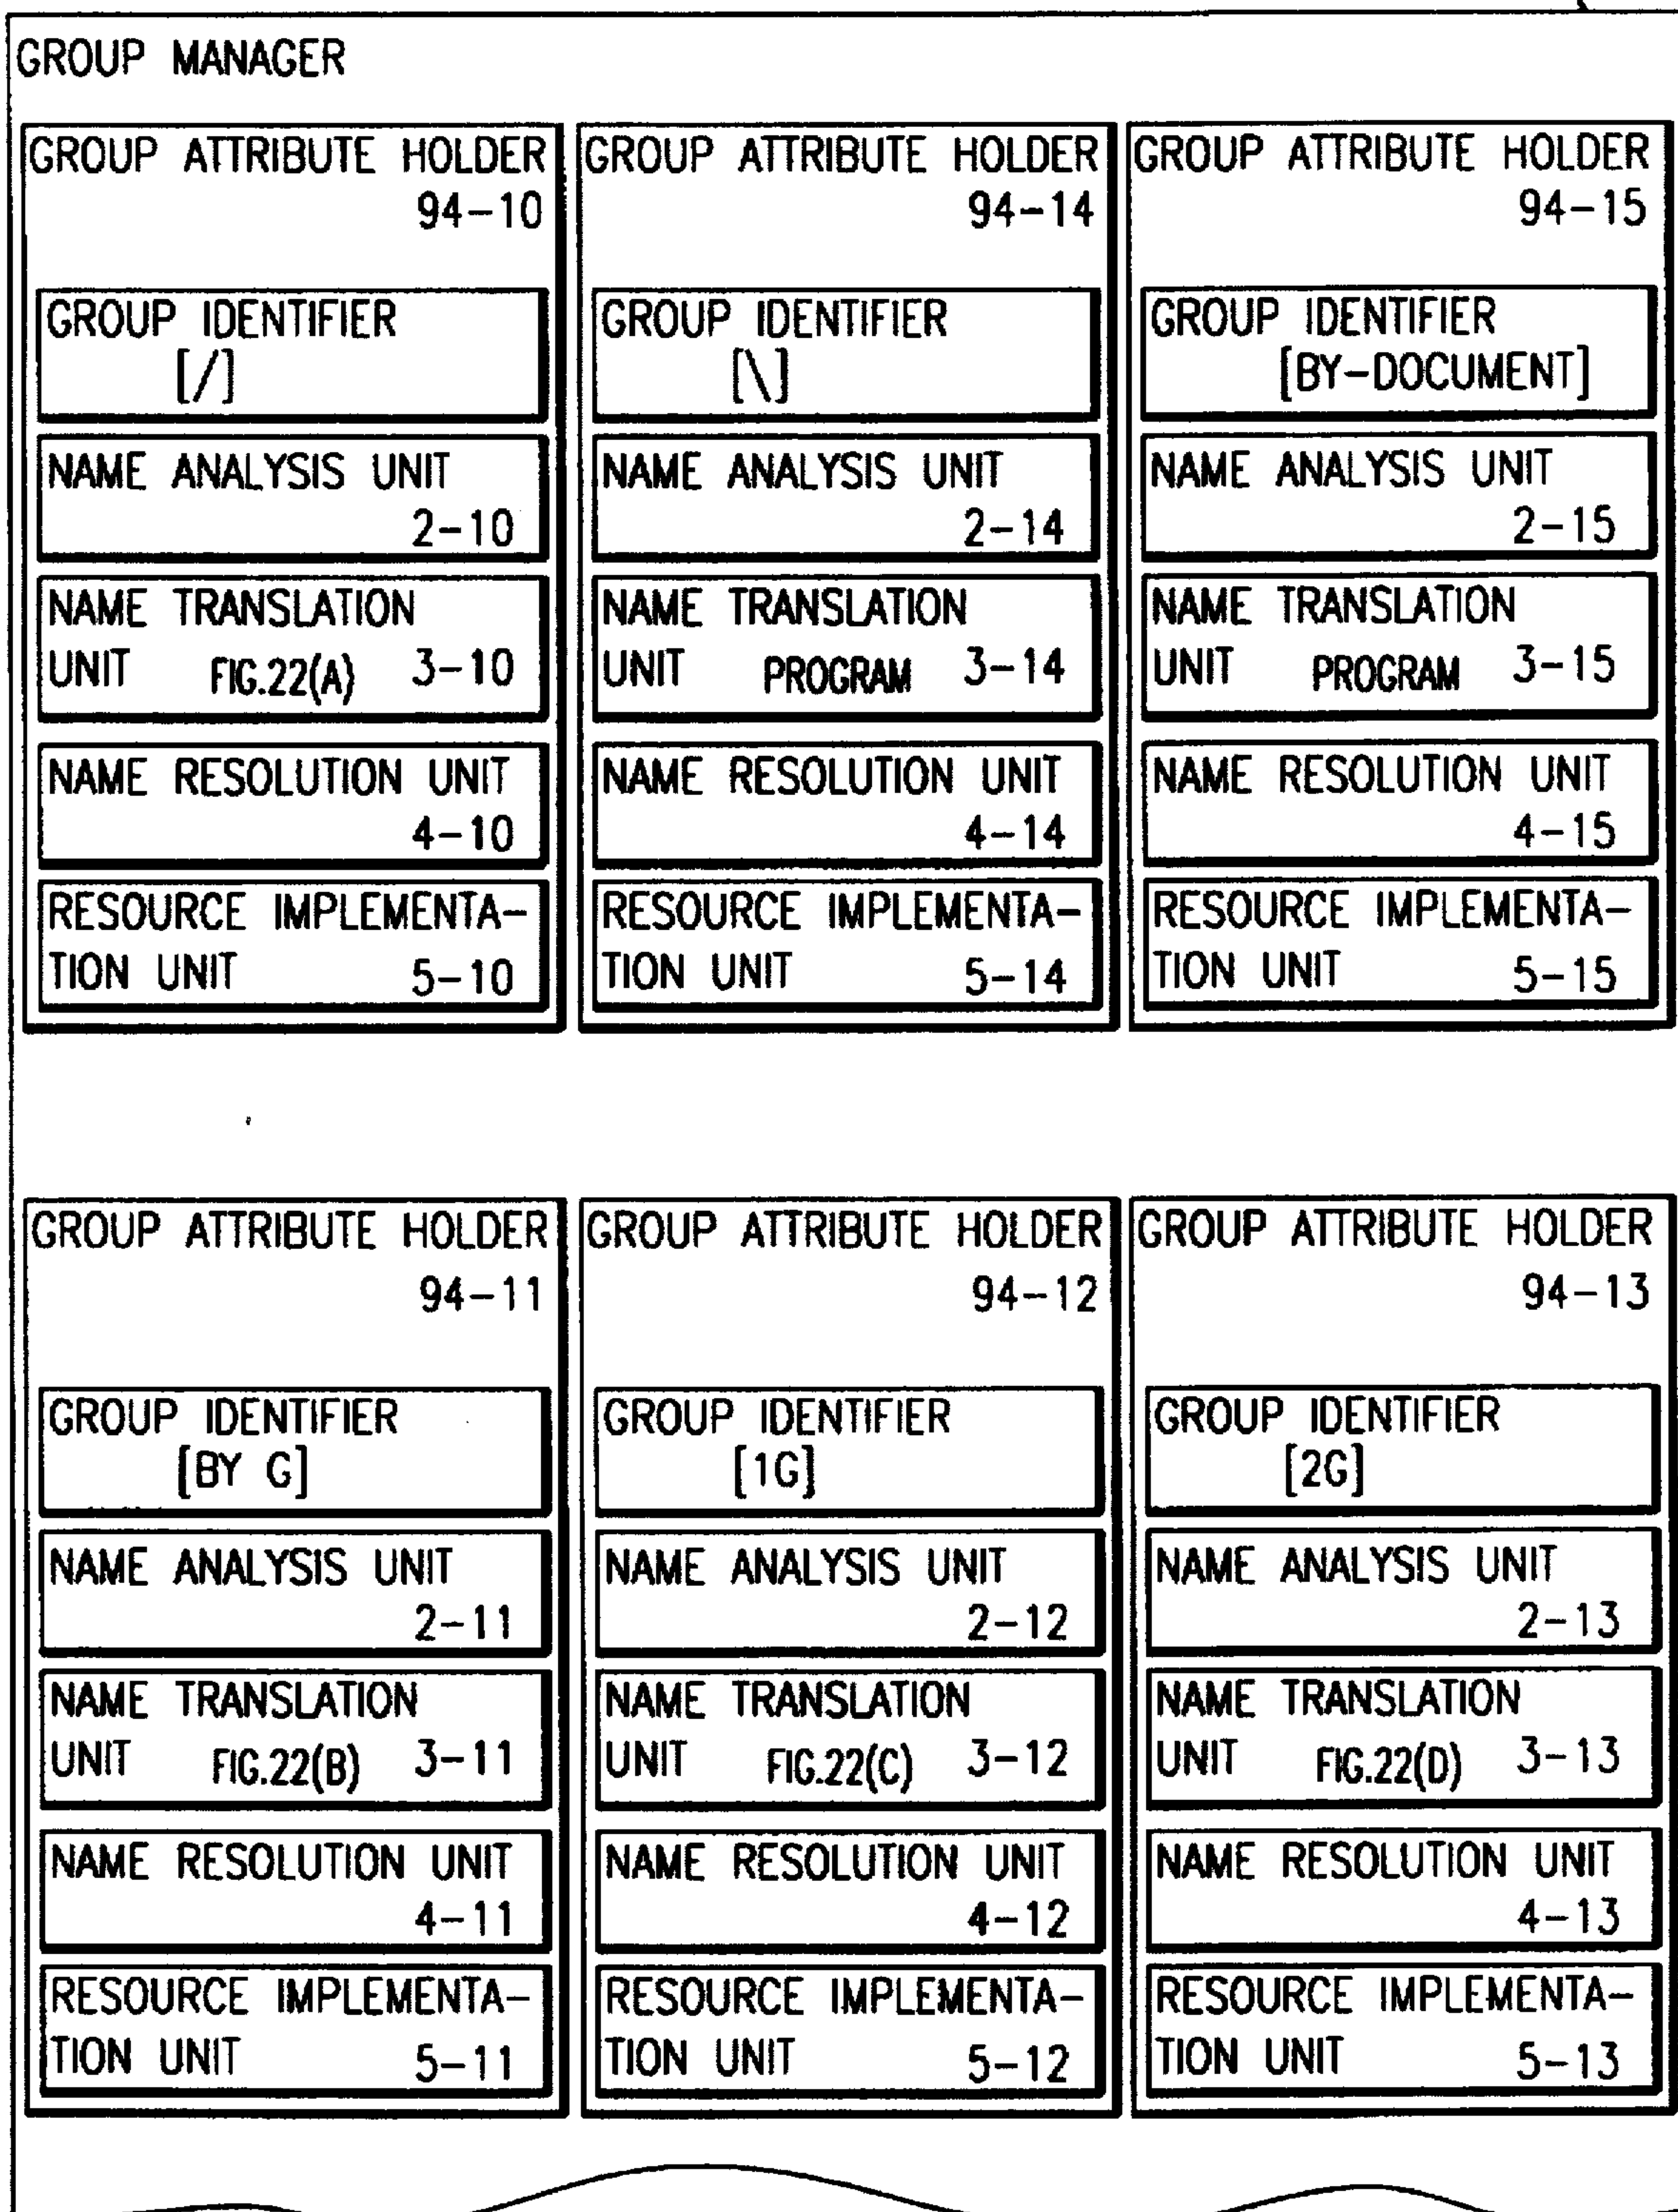 GROUP MANAGER
GROUP ATTRIBUTE HOLDER
94-10
GROUP IDENTIFIER
[/]
NAME ANALYSIS UNIT
2-10
NAME TRANSLATION
UNIT FIG.22(A) 3-10
NAME RESOLUTION UNIT
4-10
RESOURCE IMPLEMENTA-
TION UNIT 5-10
GROUP ATTRIBUTE HOLDER
94-14
GROUP IDENTIFIER
[\]
NAME ANALYSIS UNIT
2-14
NAME TRANSLATION
UNIT PROGRAM 3-14
NAME RESOLUTION UNIT
4-14
RESOURCE IMPLEMENTA-
TION UNIT 5-14
GROUP ATTRIBUTE HOLDER
94-15
GROUP IDENTIFIER
[BY-DOCUMENT]
NAME ANALYSIS UNIT
2-15
NAME TRANSLATION
UNIT PROGRAM 3-15
NAME RESOLUTION UNIT
4-15
RESOURCE IMPLEMENTA-
TION UNIT 5-15
GROUP ATTRIBUTE HOLDER
94-11
GROUP IDENTIFIER
[BY G]
NAME ANALYSIS UNIT
2-11
NAME TRANSLATION
UNIT FIG.22(B) 3-11
NAME RESOLUTION UNIT
4-11
RESOURCE IMPLEMENTA-
TION UNIT 5-11
GROUP ATTRIBUTE HOLDER
94-12
GROUP IDENTIFIER
[1G]
NAME ANALYSIS UNIT
2-12
NAME TRANSLATION
UNIT FIG.22(C) 3-12
NAME RESOLUTION UNIT
4-12
RESOURCE IMPLEMENTA-
TION UNIT 5-12
GROUP ATTRIBUTE HOLDER
94-13
GROUP IDENTIFIER
[2G]
NAME ANALYSIS UNIT
2-13
NAME TRANSLATION
UNIT FIG.22(D) 3-13
NAME RESOLUTION UNIT
4-13
RESOURCE IMPLEMENTA-
TION UNIT 5-13